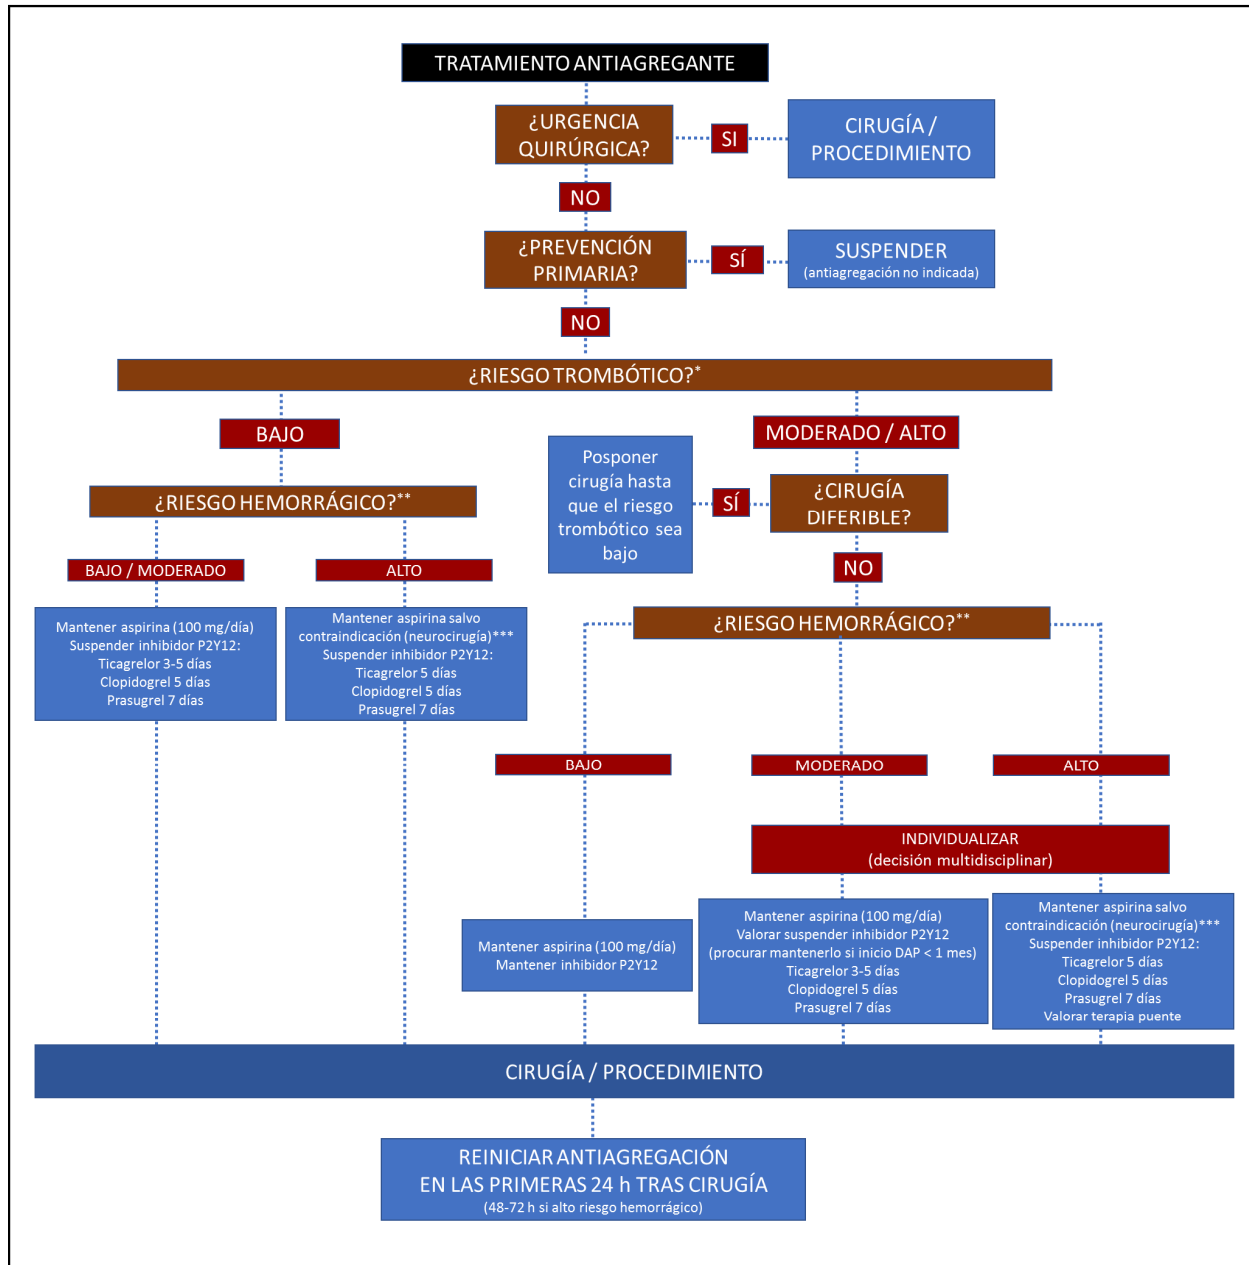 TRATAMIENTO ANTIAGREGANTE
¿URGENCIA
QUIRÚRGICA?
SI
CIRUGÍA /
PROCEDIMIENTO
NO
¿PREVENCIÓN
PRIMARIA?
SÍ
SUSPENDER
(antiagregación no indicada)
NO
¿RIESGO TROMBÓTICO?*
BAJO
MODERADO / ALTO
Posponer
cirugía hasta
que el riesgo
trombótico sea
bajo
SÍ
¿CIRUGÍA
DIFERIBLE?
NO
¿RIESGO HEMORRÁGICO?**
BAJO / MODERADO
ALTO
Mantener aspirina (100 mg/día)
Suspender inhibidor P2Y12:
Ticagrelor 3-5 días
Clopidogrel 5 días
Prasugrel 7 días
Mantener aspirina salvo
contraindicación (neurocirugía)***
Suspender inhibidor P2Y12:
Ticagrelor 5 días
Clopidogrel 5 días
Prasugrel 7 días
¿RIESGO HEMORRÁGICO?**
BAJO
MODERADO
ALTO
INDIVIDUALIZAR
(decisión multidisciplinar)
Mantener aspirina (100 mg/día)
Mantener inhibidor P2Y12
Mantener aspirina (100 mg/día)
Valorar suspender inhibidor P2Y12
(procurar mantenerlo si inicio DAP < 1 mes)
Ticagrelor 3-5 días
Clopidogrel 5 días
Prasugrel 7 días
Mantener aspirina salvo
contraindicación (neurocirugía)***
Suspender inhibidor P2Y12:
Ticagrelor 5 días
Clopidogrel 5 días
Prasugrel 7 días
Valorar terapia puente
CIRUGÍA / PROCEDIMIENTO
REINICIAR ANTIAGREGACIÓN
EN LAS PRIMERAS 24 h TRAS CIRUGÍA
(48-72 h si alto riesgo hemorrágico)